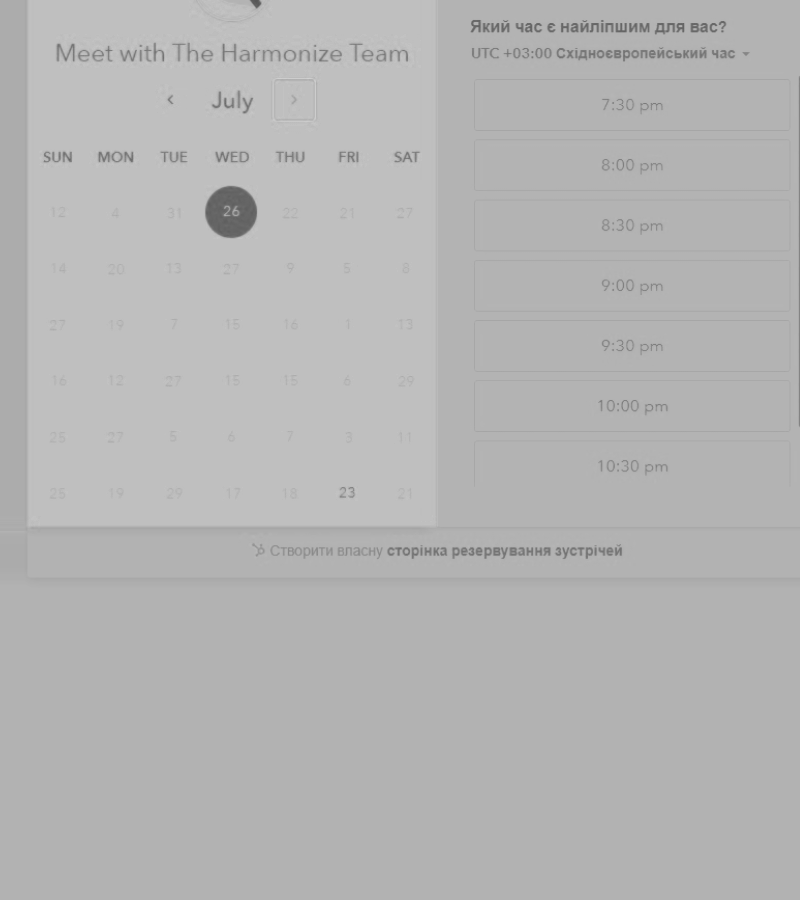 Meet with The Harmonize Team
July
SUN MON TUE WED THU FRI SAT
12 4 31 26 22 21 27
14 20 13 27 9 5 8
27 19 7 15 16 1 13
16 12 27 15 15 6 29
25 27 5 6 7 3 11
25 19 29 17 18 23 21
Який час є найліпшим для вас?
UTC +03:00 Східноєвропейський час
7:30 pm
8:00 pm
8:30 pm
9:00 pm
9:30 pm
10:00 pm
10:30 pm
Створити власну сторінка резервування зустрічей